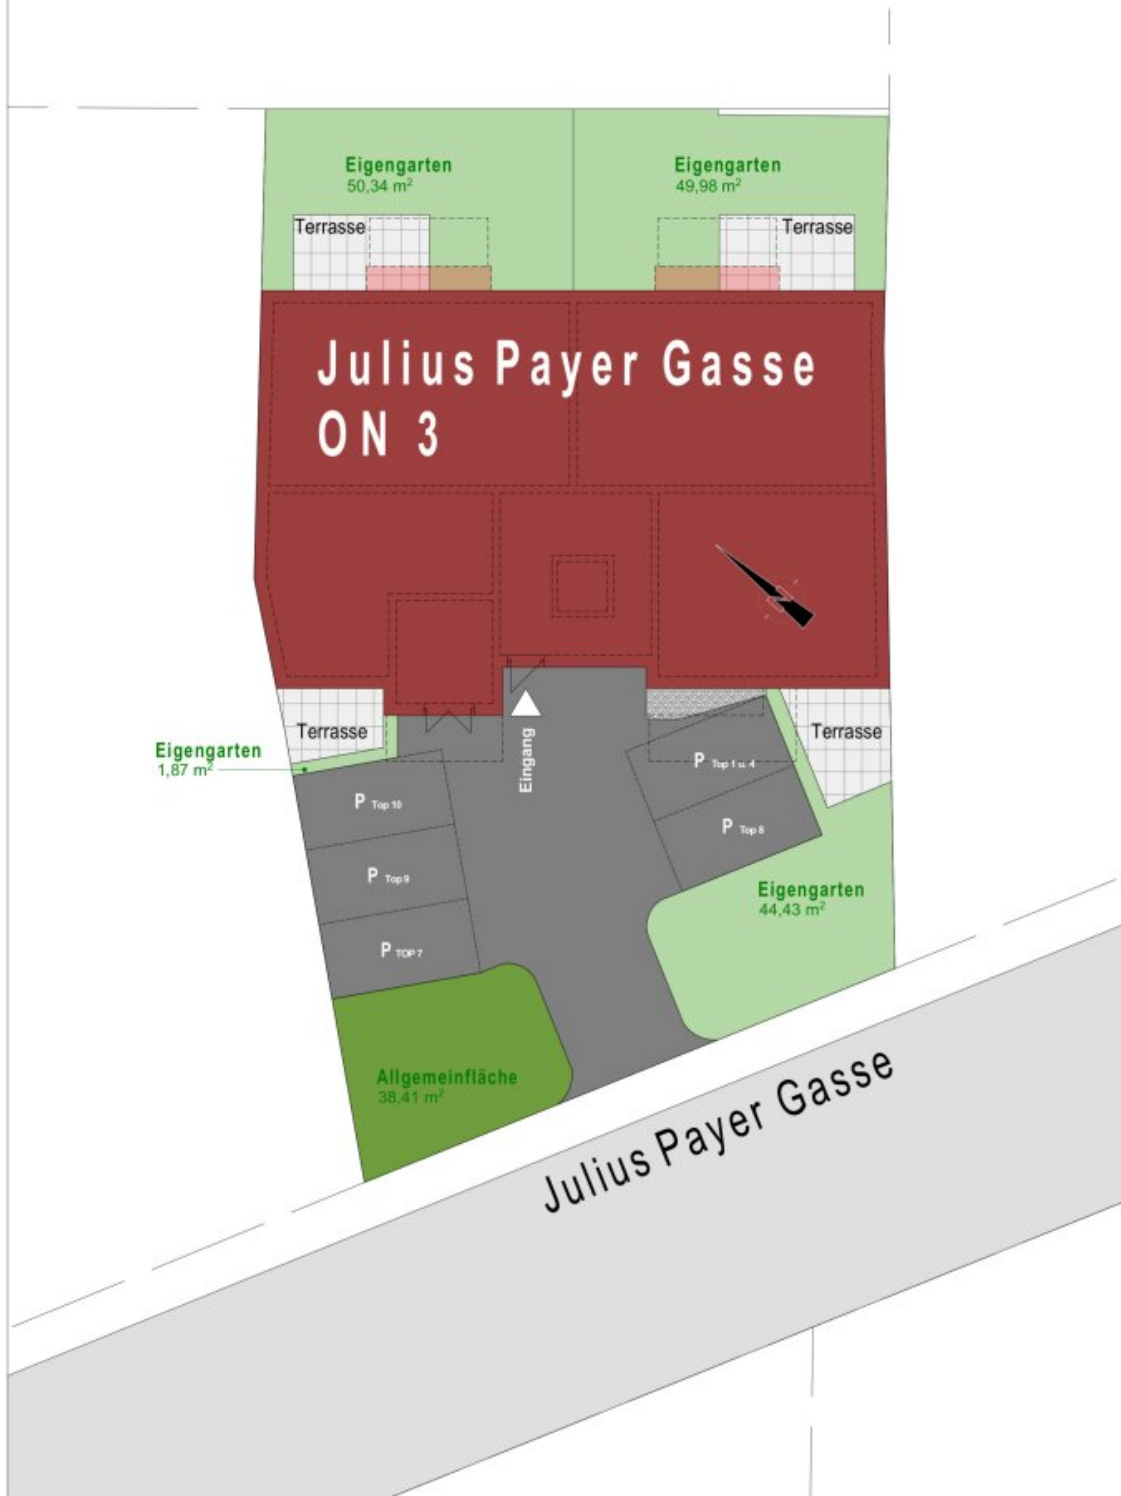 Eigengarten
50,34 m²
Eigengarten
49,98 m²
Terrasse
Terrasse
Julius Payer Gasse
ON 3
N
Terrasse
Eingang
Terrasse
Eigengarten
1,87 m²
P Top 1 u. 4
P Top 10
P Top 8
P Top 9
Eigengarten
44,43 m²
P TOP 7
Allgemeinfläche
38,41 m²
Julius Payer Gasse